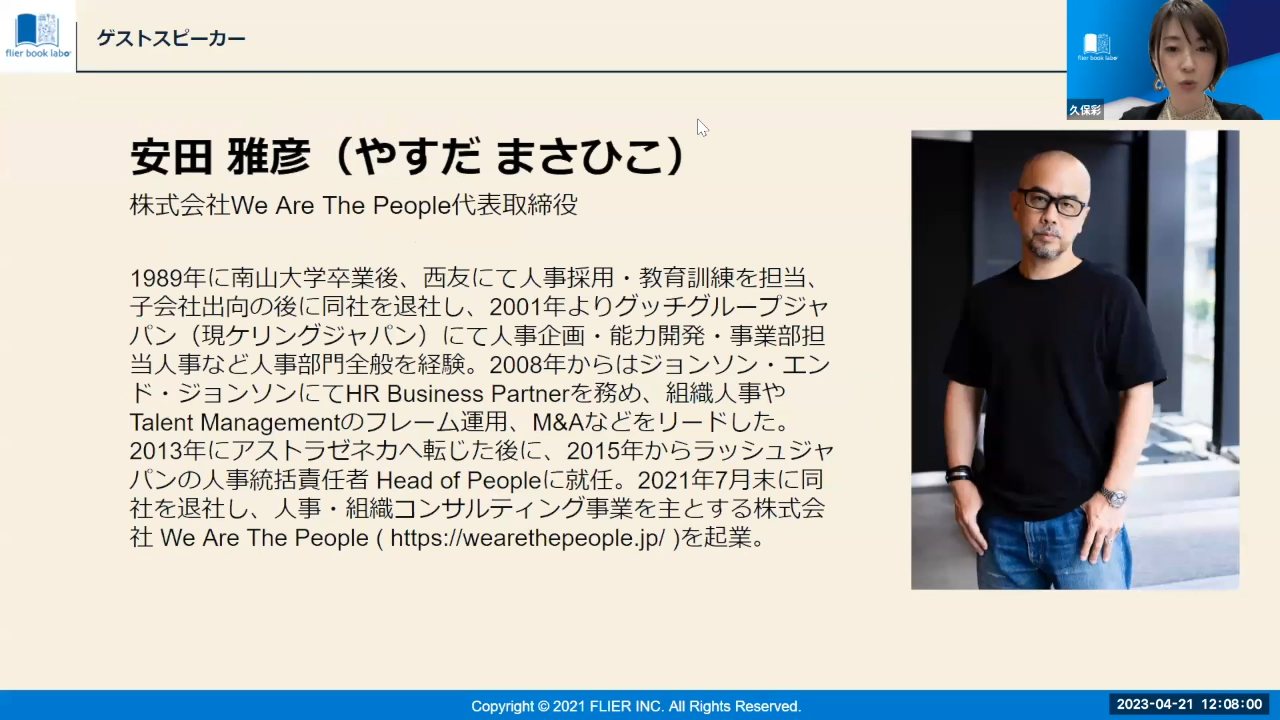 flier book labo
ゲストスピーカー
flier book labo
久保彩
安田 雅彦（やすだ まさひこ）
株式会社We Are The People代表取締役
1989年に南山大学卒業後、西友にて人事採用・教育訓練を担当、
子会社出向の後に同社を退社し、2001年よりグッチグループジャ
パン（現ケリングジャパン）にて人事企画・能力開発・事業部担
当人事など人事部門全般を経験。2008年からはジョンソン・エン
ド・ジョンソンにてHR Business Partnerを務め、組織人事や
Talent Managementのフレーム運用、M&Aなどをリードした。
2013年にアストラゼネカへ転じた後に、2015年からラッシュジャ
パンの人事統括責任者 Head of Peopleに就任。2021年7月末に同
社を退社し、人事・組織コンサルティング事業を主とする株式会
社 We Are The People ( https://wearethepeople.jp/ )を起業。
Copyright © 2021 FLIER INC. All Rights Reserved.
2023-04-21 12:08:00